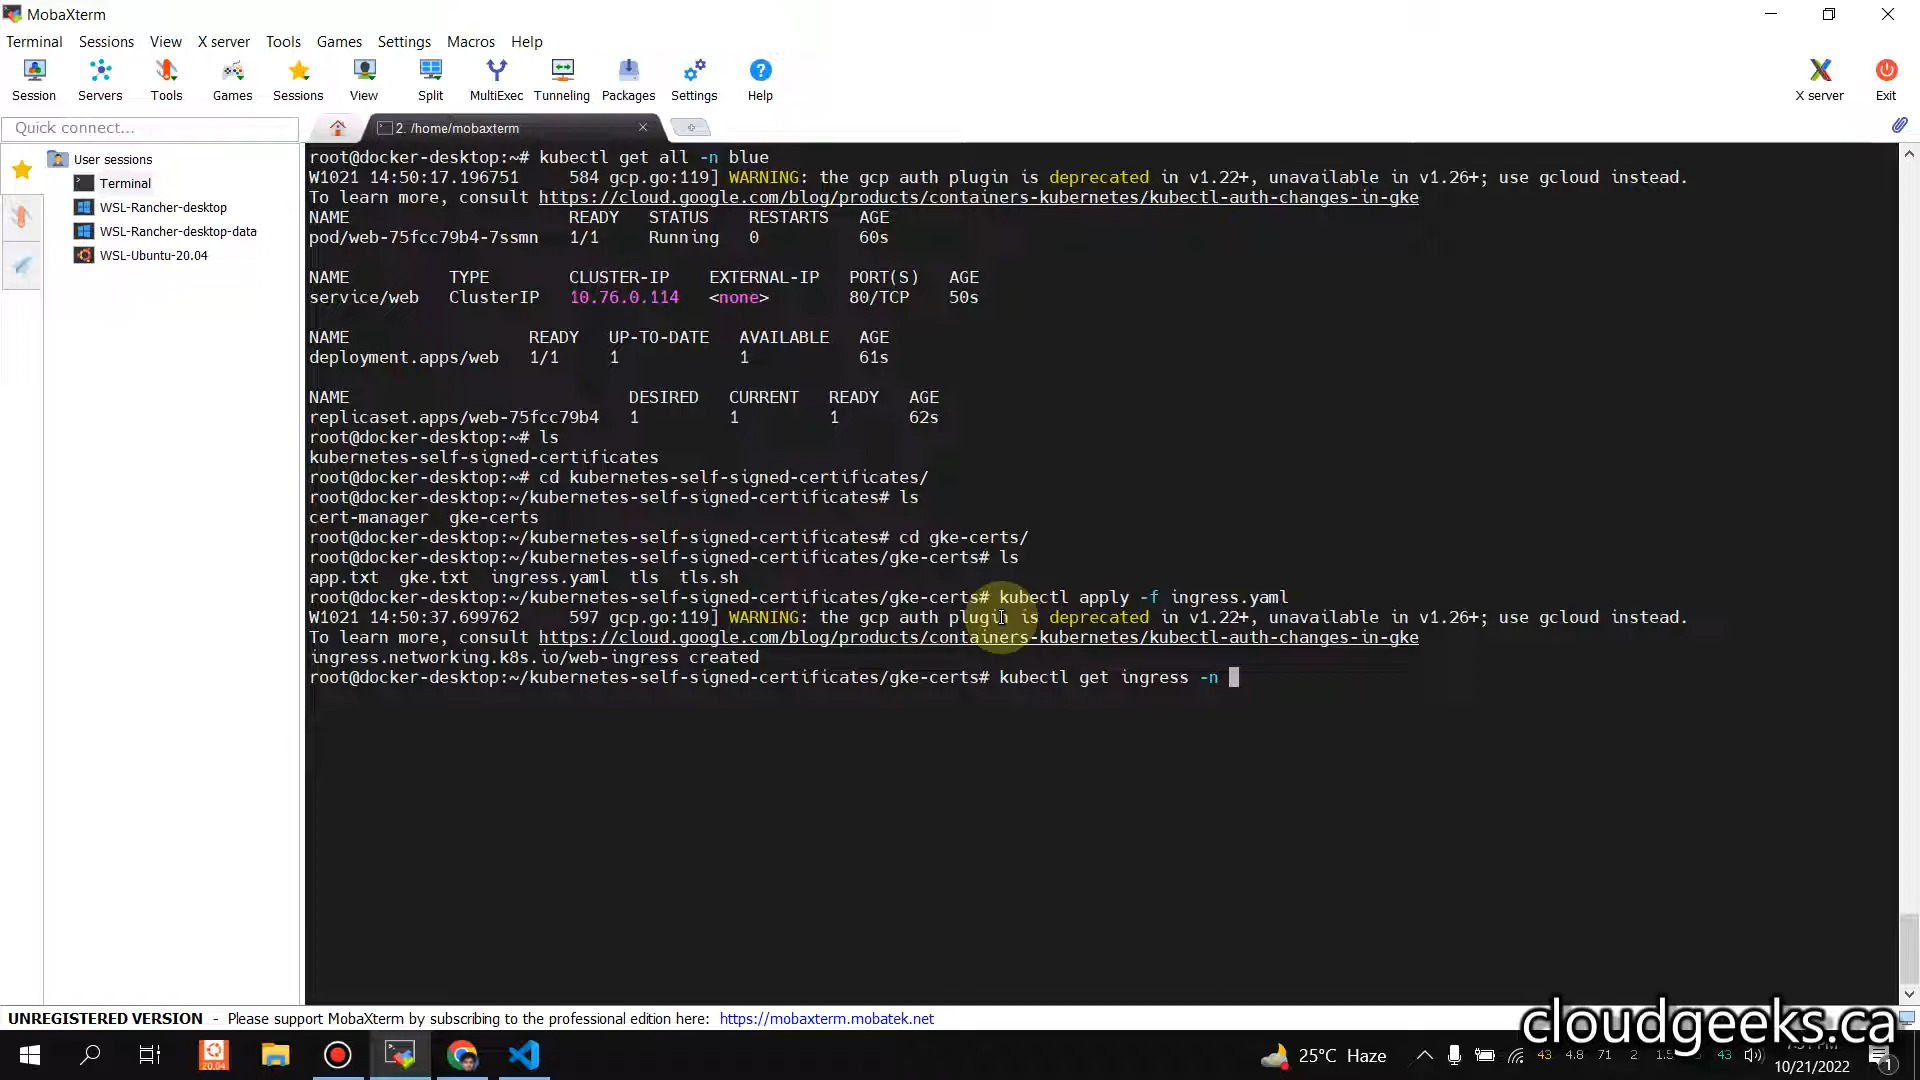 MobaXterm
Terminal Sessions View X server Tools Games Settings Macros Help
Session Servers Tools Games Sessions View Split MultiExec Tunneling Packages Settings Help X server Exit
Quick connect...
2. /home/mobaxterm
User sessions
Terminal
WSL-Rancher-desktop
WSL-Rancher-desktop-data
WSL-Ubuntu-20.04
root@docker-desktop:~# kubectl get all -n blue
W1021 14:50:17.196751     584 gcp.go:119] WARNING: the gcp auth plugin is deprecated in v1.22+, unavailable in v1.26+; use gcloud instead.
To learn more, consult https://cloud.google.com/blog/products/containers-kubernetes/kubectl-auth-changes-in-gke
NAME                      READY   STATUS    RESTARTS   AGE
pod/web-75fcc79b4-7ssmn   1/1     Running   0          60s
NAME          TYPE        CLUSTER-IP    EXTERNAL-IP   PORT(S)   AGE
service/web   ClusterIP   10.76.0.114   <none>        80/TCP    50s
NAME                  READY   UP-TO-DATE   AVAILABLE   AGE
deployment.apps/web   1/1     1            1           61s
NAME                            DESIRED   CURRENT   READY   AGE
replicaset.apps/web-75fcc79b4   1         1         1       62s
root@docker-desktop:~# ls
kubernetes-self-signed-certificates
root@docker-desktop:~# cd kubernetes-self-signed-certificates/
root@docker-desktop:~/kubernetes-self-signed-certificates# ls
cert-manager  gke-certs
root@docker-desktop:~/kubernetes-self-signed-certificates# cd gke-certs/
root@docker-desktop:~/kubernetes-self-signed-certificates/gke-certs# ls
app.txt  gke.txt  ingress.yaml  tls  tls.sh
root@docker-desktop:~/kubernetes-self-signed-certificates/gke-certs# kubectl apply -f ingress.yaml
W1021 14:50:37.699762     597 gcp.go:119] WARNING: the gcp auth plugin is deprecated in v1.22+, unavailable in v1.26+; use gcloud instead.
To learn more, consult https://cloud.google.com/blog/products/containers-kubernetes/kubectl-auth-changes-in-gke
ingress.networking.k8s.io/web-ingress created
root@docker-desktop:~/kubernetes-self-signed-certificates/gke-certs# kubectl get ingress -n
UNREGISTERED VERSION - Please support MobaXterm by subscribing to the professional edition here: https://mobaxterm.mobatek.net
cloudgeeks.ca
20.04
25°C Haze
43 4.8 71 2 43
10/21/2022
1